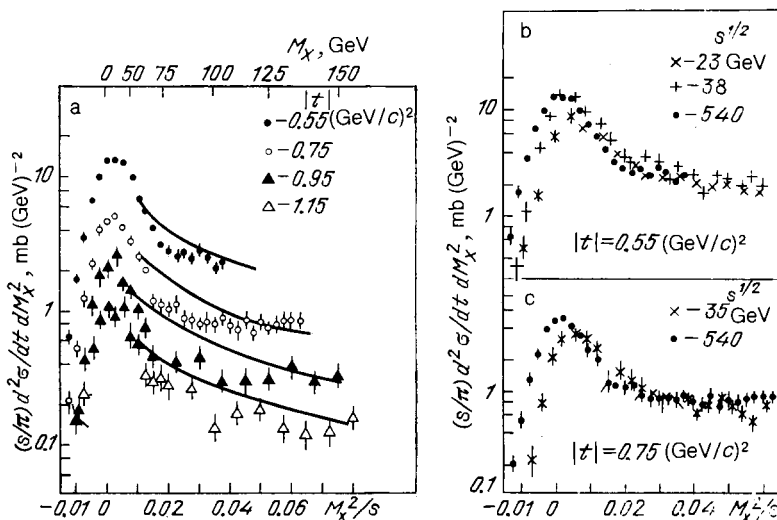 M_X, GeV
0 50 75 100 125 150
a
|t|
–0.55(GeV/c)²
–0.75
–0.95
–1.15
(s/π) d²σ/dt dM_X², mb (GeV)⁻²
10
1
0.1
–0.01 0 0.02 0.04 0.06 M_X²/s
b
s^1/2
–23 GeV
–38
–540
10
1
|t|=0.55(GeV/c)²
(s/π) d²σ/dt dM_X², mb (GeV)⁻²
c
s^1/2
–35 GeV
–540
1
|t|=0.75(GeV/c)²
0.1
–0.01 0 0.02 0.04 M_X²/s